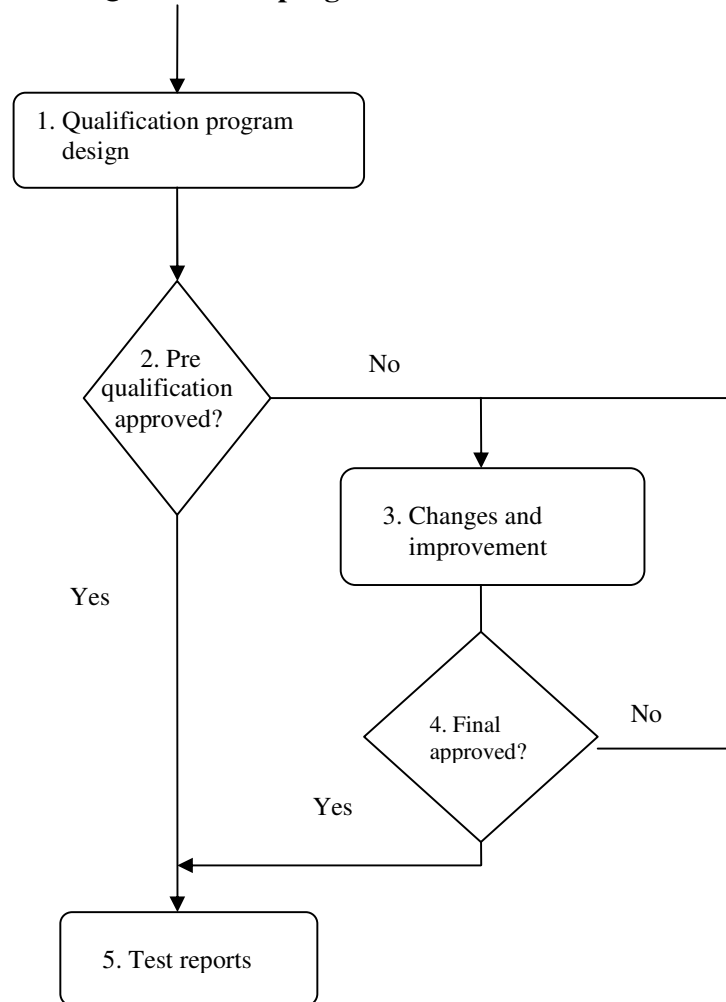 1. Qualification program
design
2. Pre
qualification
approved?
No
3. Changes and
improvement
Yes
4. Final
approved?
No
Yes
5. Test reports